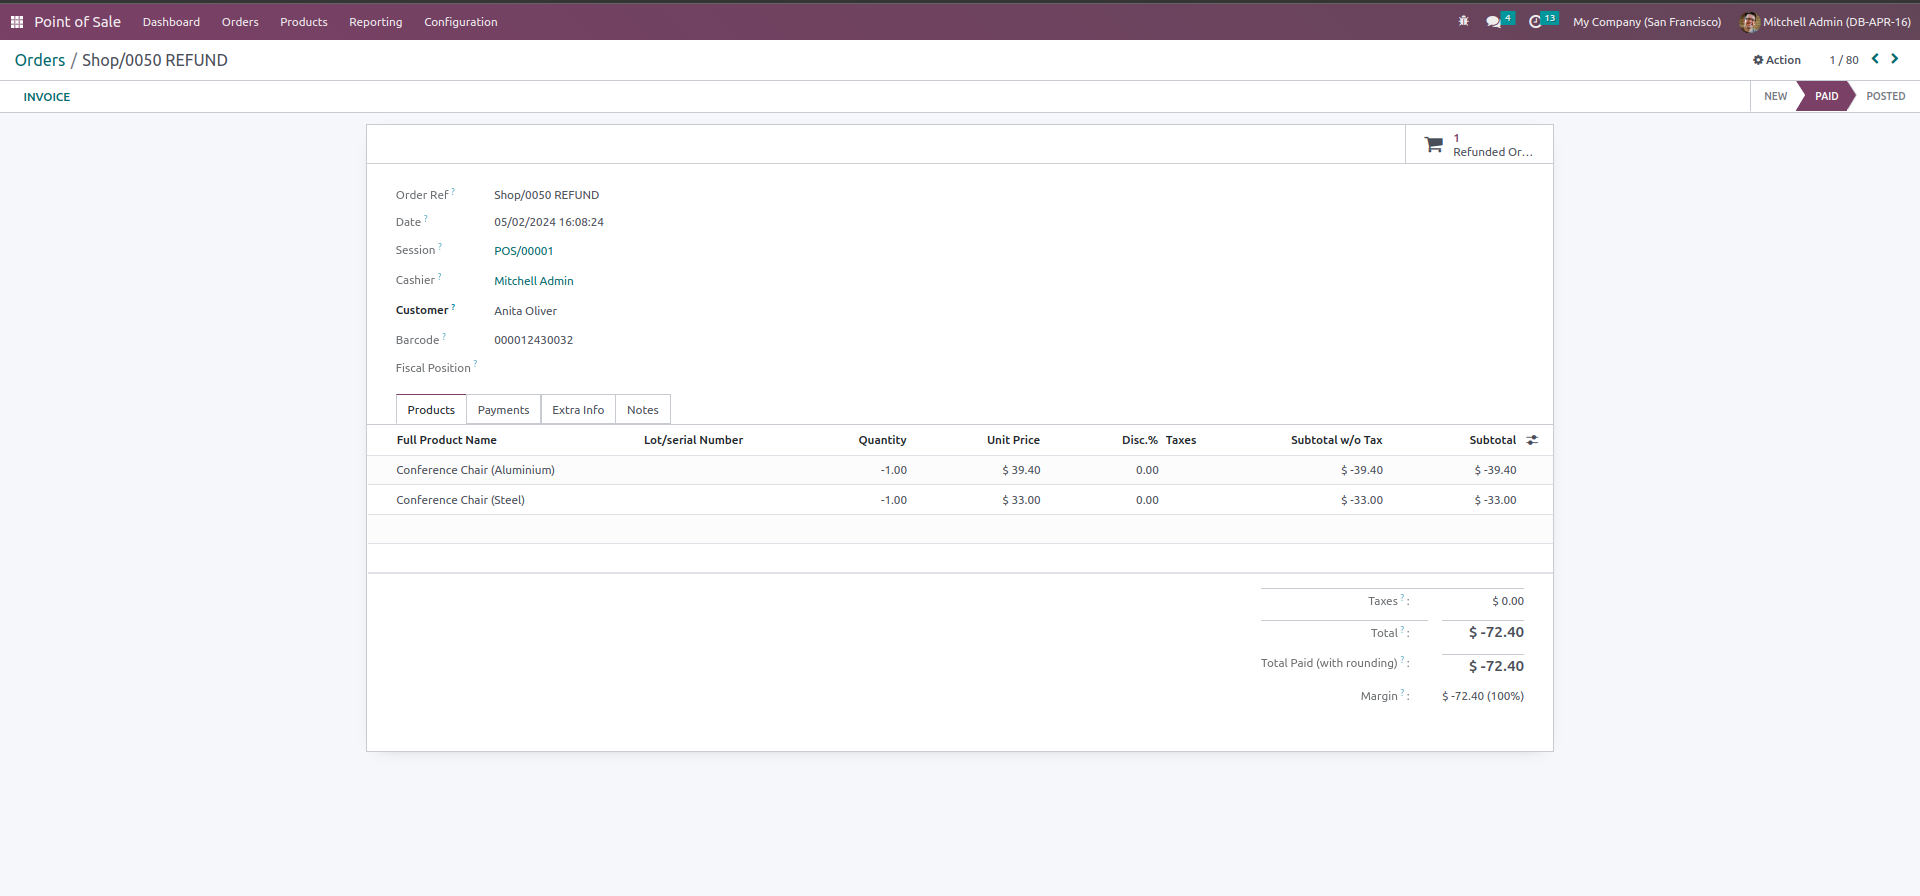 Point of Sale Dashboard Orders Products Reporting Configuration 4 13 My Company (San Francisco) Mitchell Admin (DB-APR-16)
Orders / Shop/0050 REFUND Action 1 / 80
INVOICE NEW PAID POSTED
1
Refunded Or...
Order Ref ? Shop/0050 REFUND
Date ? 05/02/2024 16:08:24
Session ? POS/00001
Cashier ? Mitchell Admin
Customer ? Anita Oliver
Barcode ? 000012430032
Fiscal Position ?
Products Payments Extra Info Notes
Full Product Name Lot/serial Number Quantity Unit Price Disc.% Taxes Subtotal w/o Tax Subtotal
Conference Chair (Aluminium) -1.00 $ 39.40 0.00 $ -39.40 $ -39.40
Conference Chair (Steel) -1.00 $ 33.00 0.00 $ -33.00 $ -33.00
Taxes ? : $ 0.00
Total ? : $ -72.40
Total Paid (with rounding) ? : $ -72.40
Margin ? : $ -72.40 (100%)